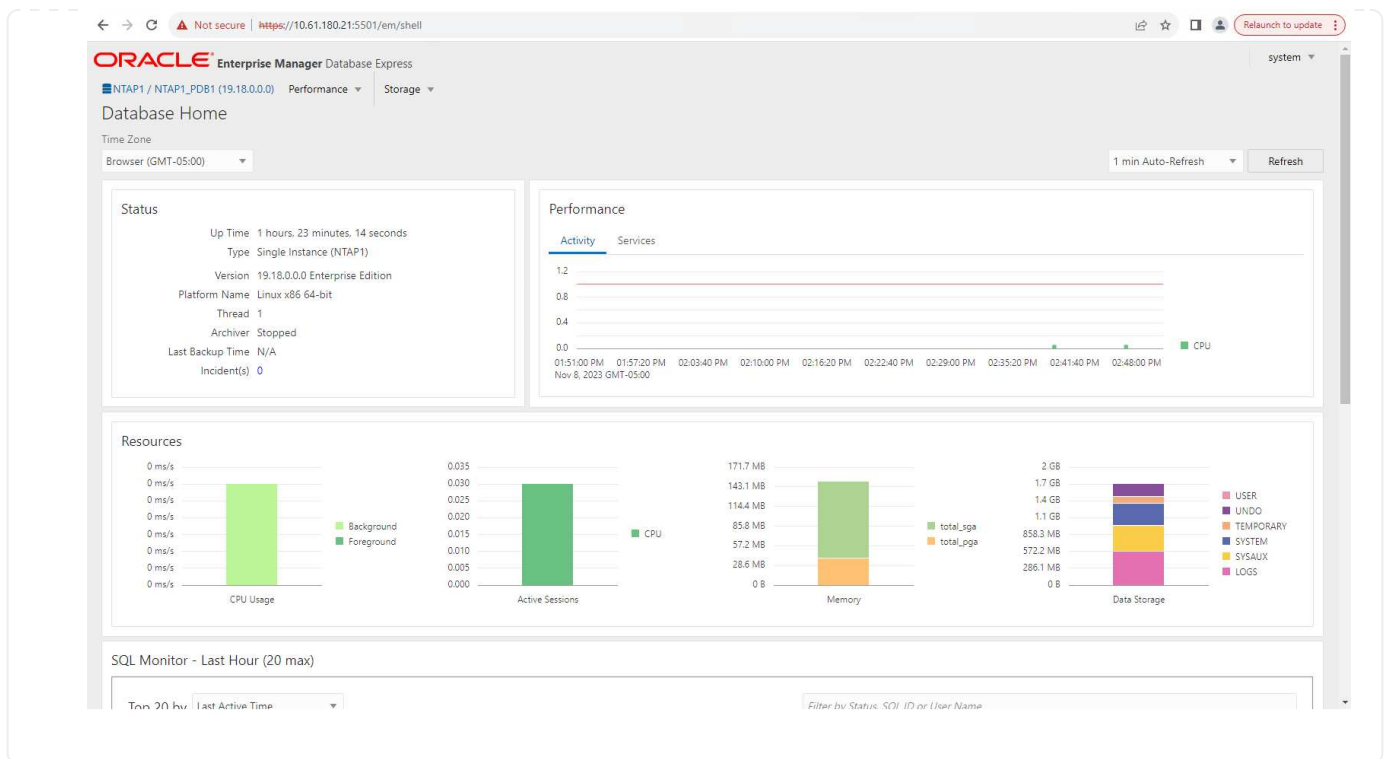 Not secure | https://10.61.180.21:5501/em/shell
Relaunch to update
ORACLE Enterprise Manager Database Express
system
NTAP1 / NTAP1_PDB1 (19.18.0.0.0) Performance Storage
Database Home
Time Zone
Browser (GMT-05:00)
1 min Auto-Refresh
Refresh
Status
Up Time 1 hours, 23 minutes, 14 seconds
Type Single Instance (NTAP1)
Version 19.18.0.0.0 Enterprise Edition
Platform Name Linux x86 64-bit
Thread 1
Archiver Stopped
Last Backup Time N/A
Incident(s) 0
Performance
Activity Services
1.2
0.8
0.4
0.0
01:51:00 PM 01:57:20 PM 02:03:40 PM 02:10:00 PM 02:16:20 PM 02:22:40 PM 02:29:00 PM 02:35:20 PM 02:41:40 PM 02:48:00 PM
Nov 8, 2023 GMT-05:00
CPU
Resources
0 ms/s
0 ms/s
0 ms/s
0 ms/s
0 ms/s
0 ms/s
0 ms/s
0 ms/s
CPU Usage
Background
Foreground
0.035
0.030
0.025
0.020
0.015
0.010
0.005
0.000
Active Sessions
CPU
171.7 MB
143.1 MB
114.4 MB
85.8 MB
57.2 MB
28.6 MB
0 B
Memory
total_sga
total_pga
2 GB
1.7 GB
1.4 GB
1.1 GB
858.3 MB
572.2 MB
286.1 MB
0 B
Data Storage
USER
UNDO
TEMPORARY
SYSTEM
SYSAUX
LOGS
SQL Monitor - Last Hour (20 max)
Top 20 by Last Active Time
Filter by Status, SQL ID or User Name